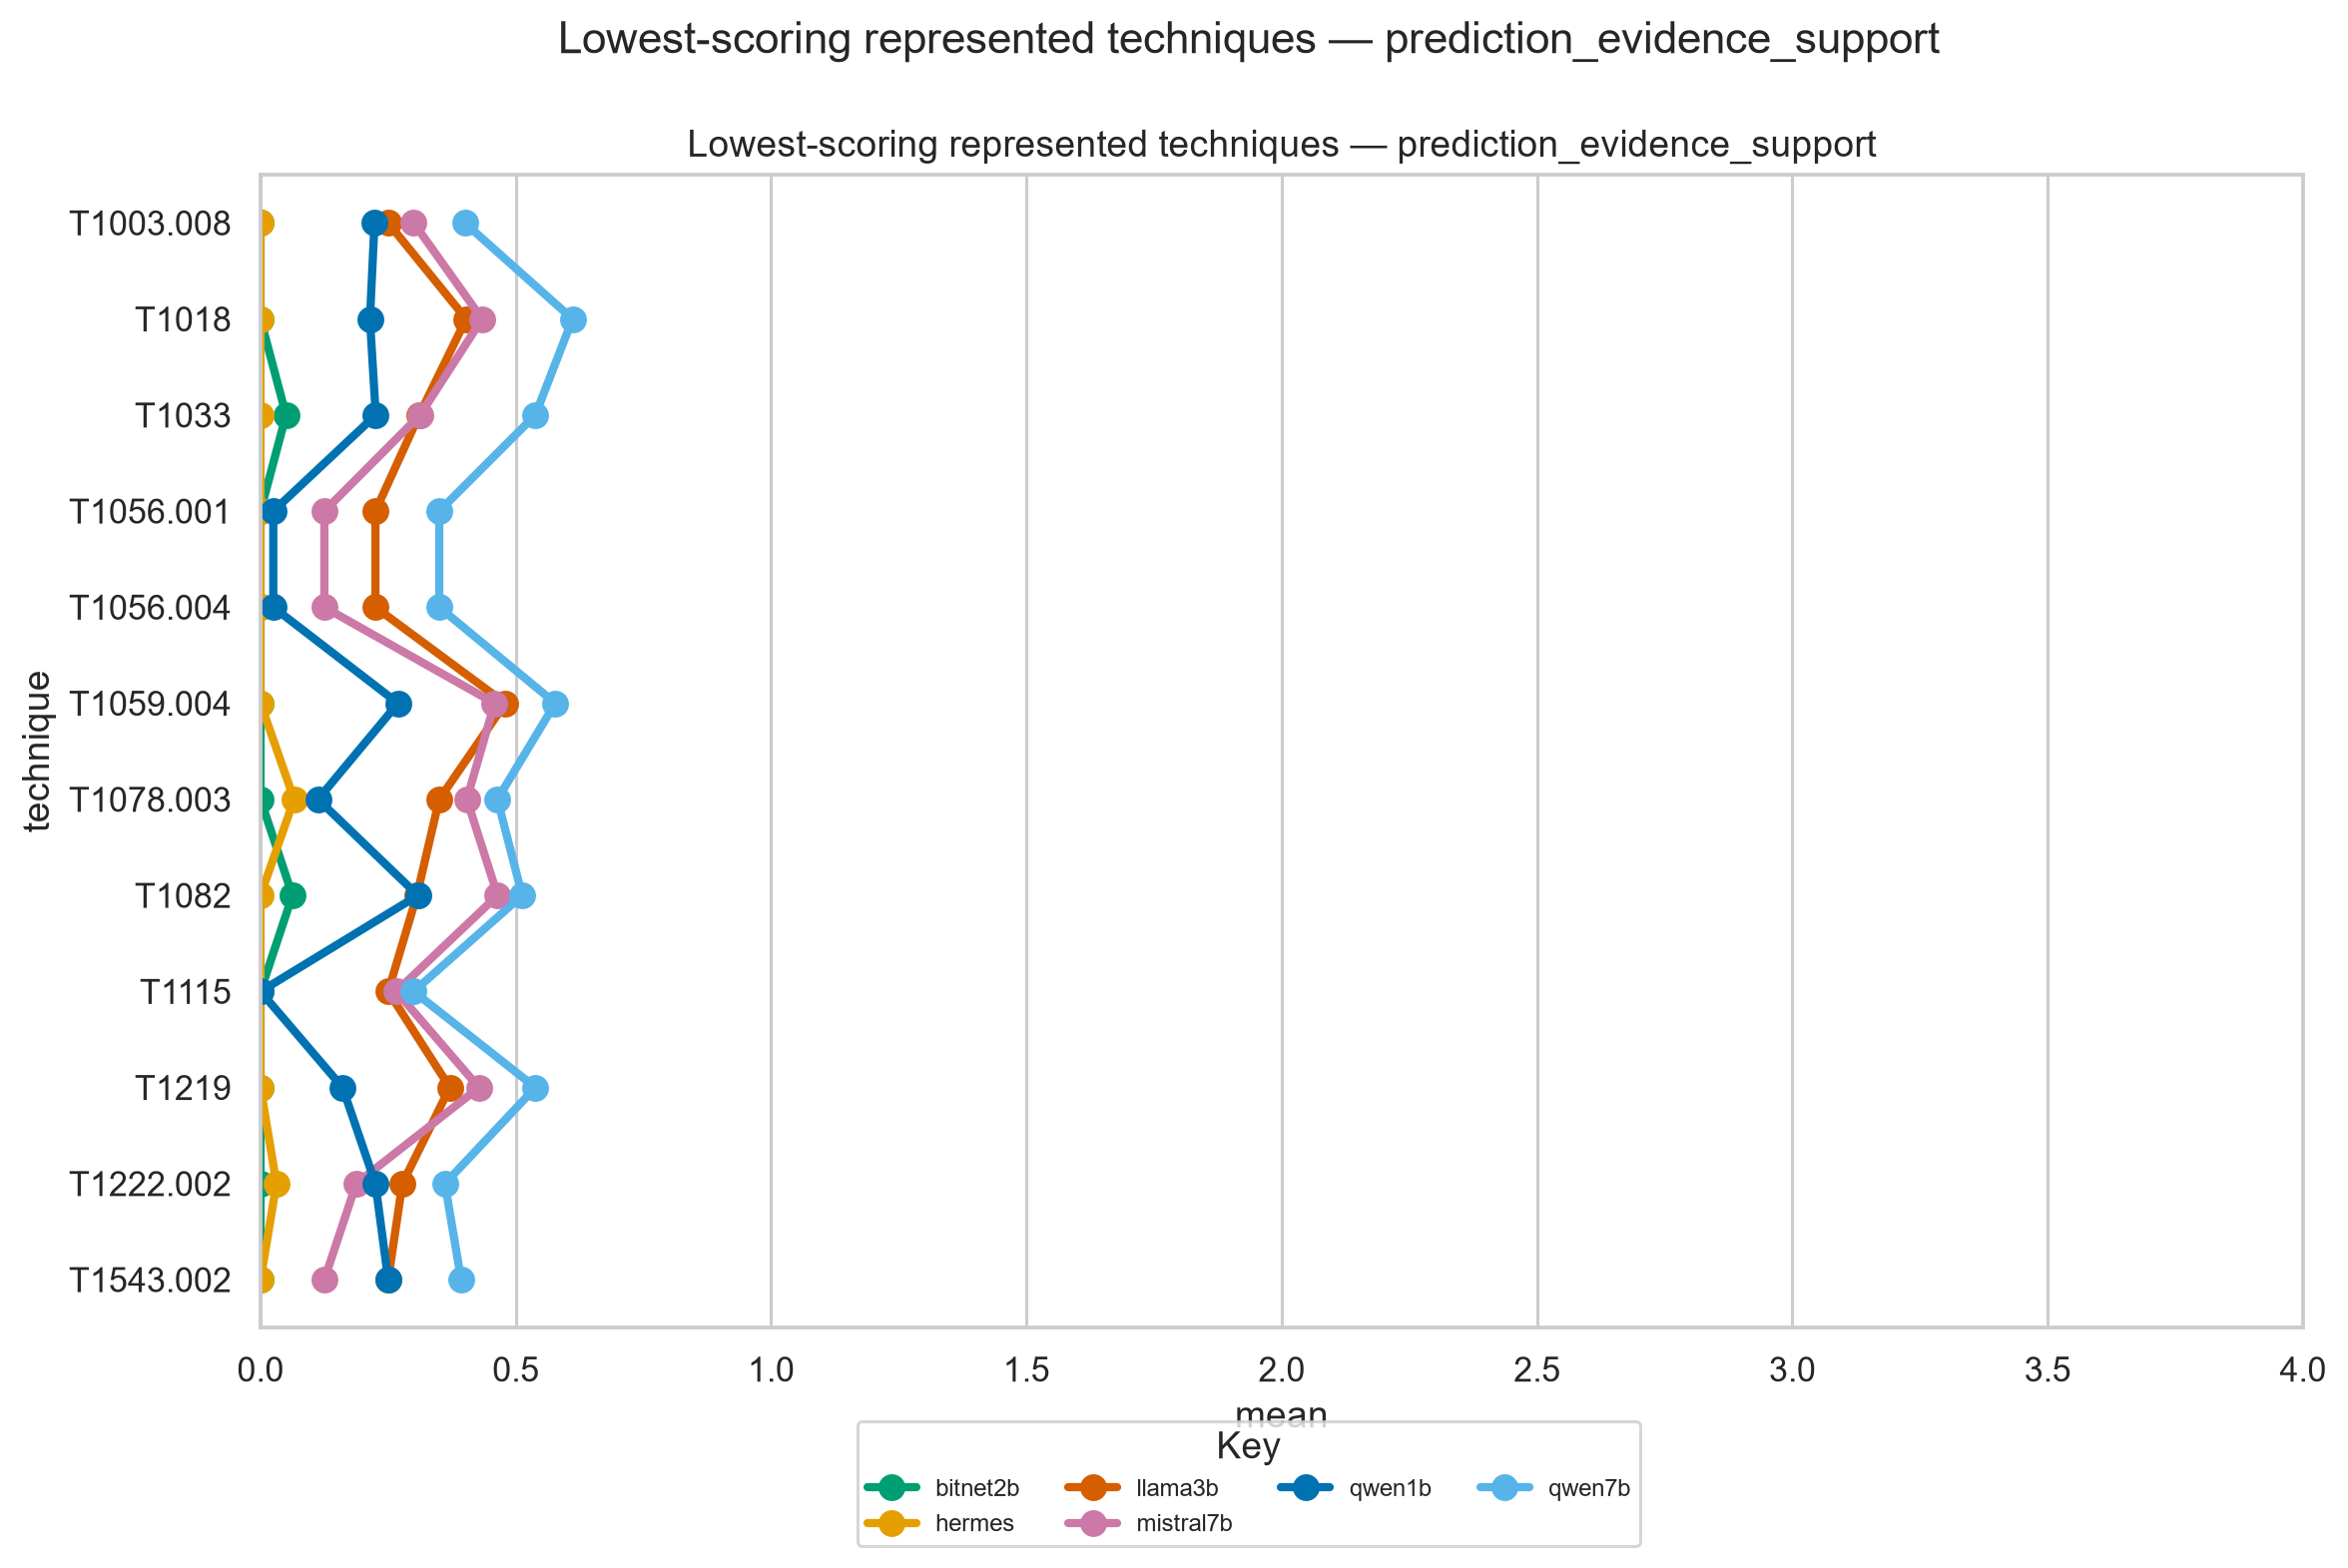 Lowest-scoring represented techniques — prediction_evidence_support
Lowest-scoring represented techniques — prediction_evidence_support
technique
T1003.008
T1018
T1033
T1056.001
T1056.004
T1059.004
T1078.003
T1082
T1115
T1219
T1222.002
T1543.002
0.0 0.5 1.0 1.5 2.0 2.5 3.0 3.5 4.0
mean
Key
bitnet2b llama3b qwen1b qwen7b
hermes mistral7b